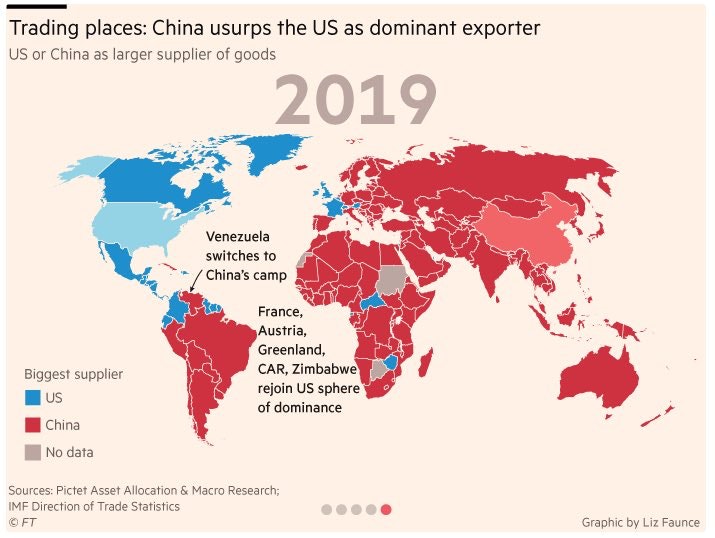 Trading places: China usurps the US as dominant exporter
US or China as larger supplier of goods
2019
Venezuela
switches to
China's camp
France,
Austria,
Greenland,
CAR, Zimbabwe
rejoin US sphere
of dominance
Biggest supplier
US
China
No data
Sources: Pictet Asset Allocation & Macro Research;
IMF Direction of Trade Statistics
© FT
Graphic by Liz Faunce